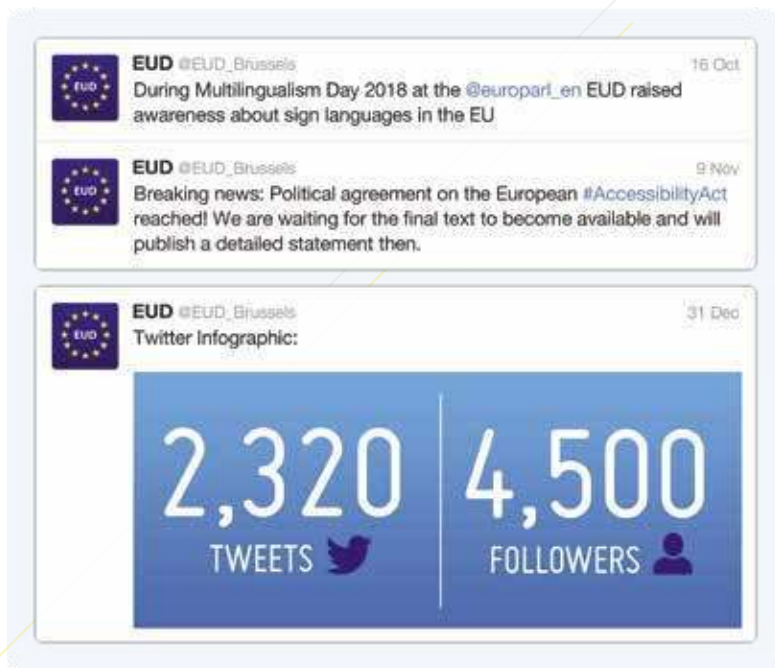 EUD @EUD_Brussels 16 Oct
EUD
During Multilingualism Day 2018 at the @europarl_en EUD raised
awareness about sign languages in the EU
EUD @EUD_Brussels 9 Nov
EUD
Breaking news: Political agreement on the European #AccessibilityAct
reached! We are waiting for the final text to become available and will
publish a detailed statement then.
EUD @EUD_Brussels 31 Dec
EUD
Twitter Infographic:
2,320 4,500
TWEETS FOLLOWERS